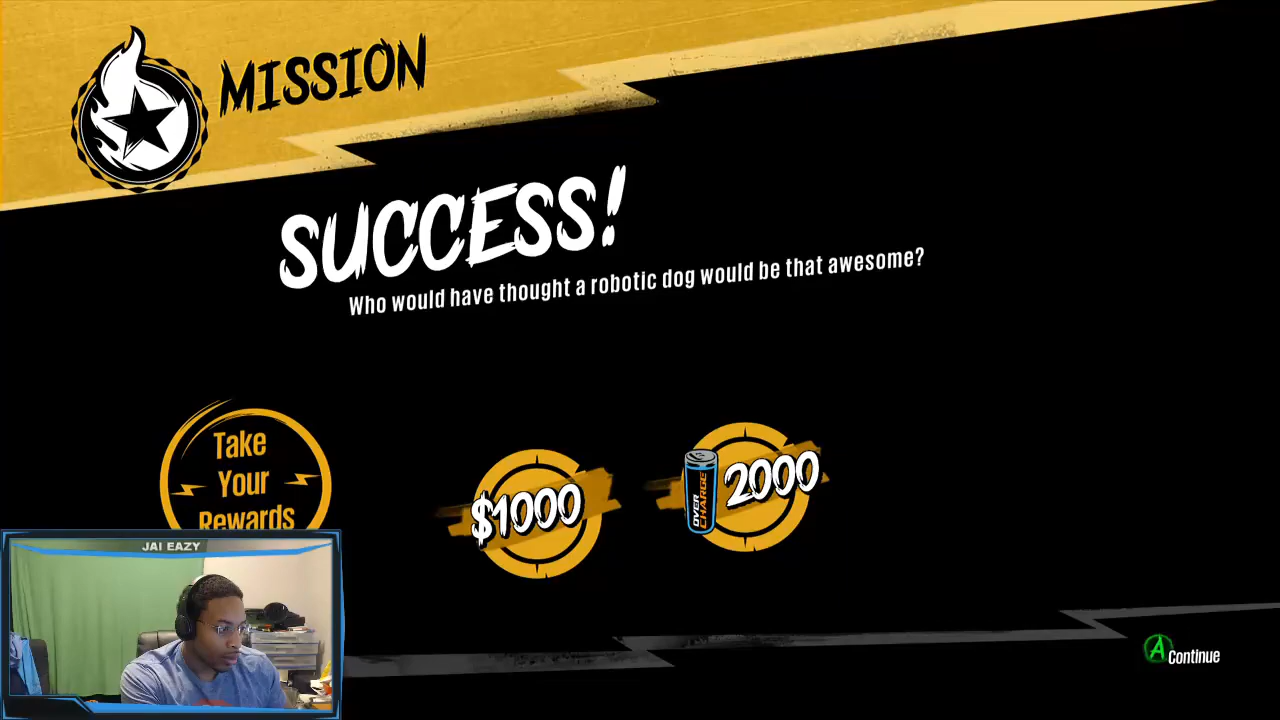 MISSION
SUCCESS!
Who would have thought a robotic dog would be that awesome?
Take
Your
Rewards
$1000
OVER
CHARGE
2000
JAI EAZY
A Continue